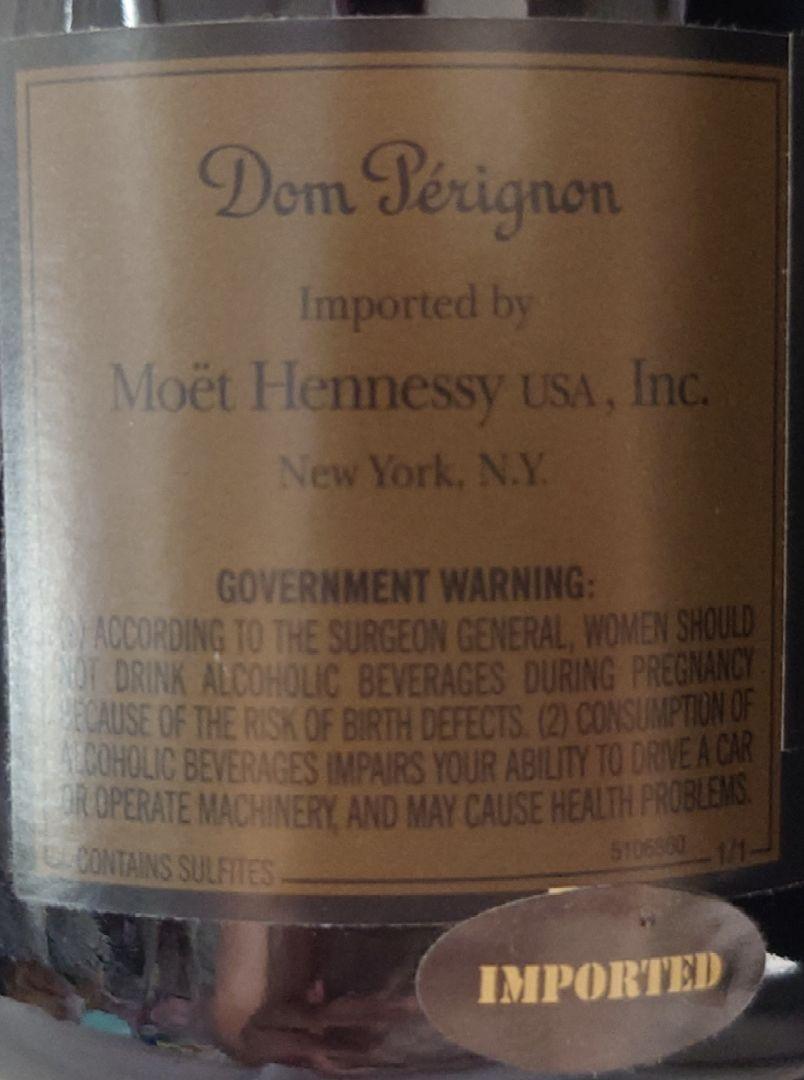 Dom Pérignon
Imported by
Moët Hennessy USA, Inc.
New York, N.Y.
GOVERNMENT WARNING:
(1) ACCORDING TO THE SURGEON GENERAL, WOMEN SHOULD
NOT DRINK ALCOHOLIC BEVERAGES DURING PREGNANCY
BECAUSE OF THE RISK OF BIRTH DEFECTS. (2) CONSUMPTION OF
ALCOHOLIC BEVERAGES IMPAIRS YOUR ABILITY TO DRIVE A CAR
OR OPERATE MACHINERY, AND MAY CAUSE HEALTH PROBLEMS.
CONTAINS SULFITES
1/1
IMPORTED